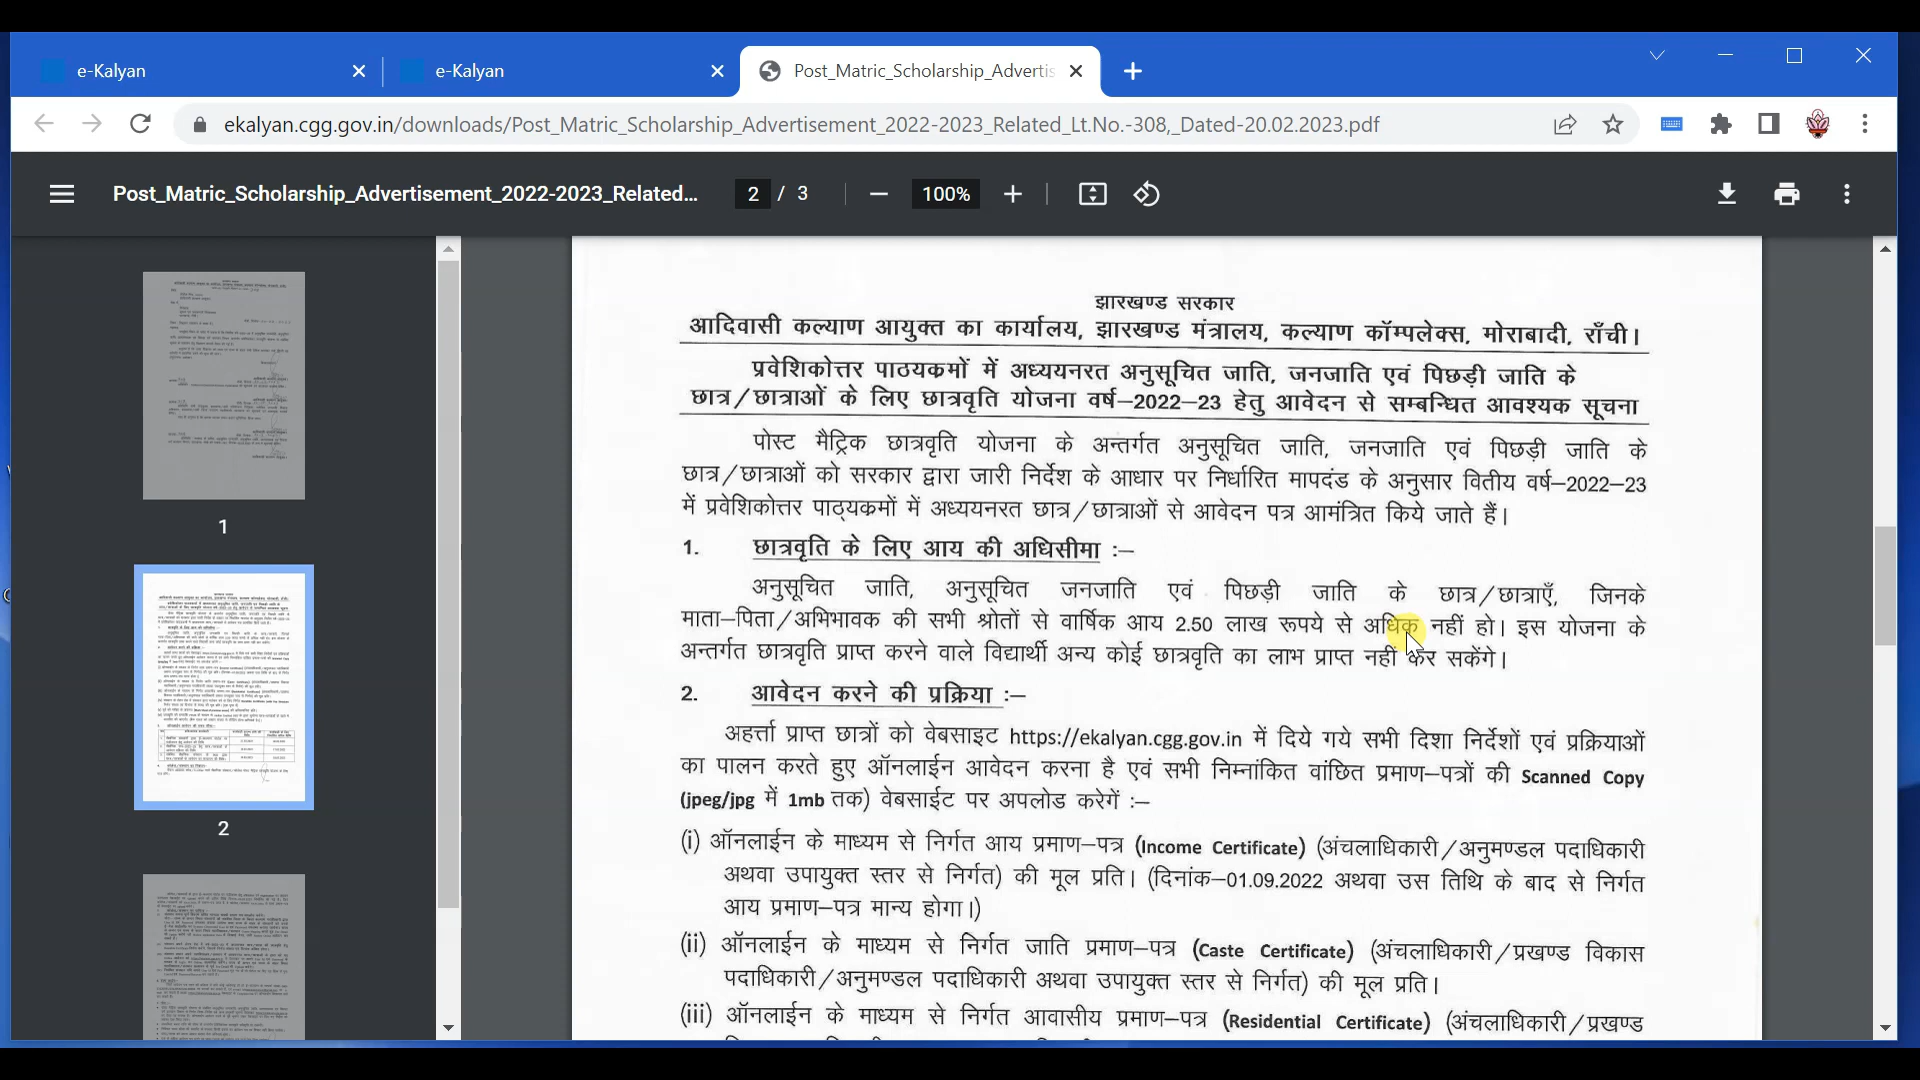 e-Kalyan
e-Kalyan
Post_Matric_Scholarship_Advertis
ekalyan.cgg.gov.in/downloads/Post_Matric_Scholarship_Advertisement_2022-2023_Related_Lt.No.-308,_Dated-20.02.2023.pdf
Post_Matric_Scholarship_Advertisement_2022-2023_Related...
2 / 3
100%
1
2
झारखण्ड सरकार
आदिवासी कल्याण आयुक्त का कार्यालय, झारखण्ड मंत्रालय, कल्याण कॉम्पलेक्स, मोराबादी, राँची।
प्रवेशिकोत्तर पाठयकमों में अध्ययनरत अनुसूचित जाति, जनजाति एवं पिछड़ी जाति के
छात्र/छात्राओं के लिए छात्रवृति योजना वर्ष–2022–23 हेतु आवेदन से सम्बन्धित आवश्यक सूचना
पोस्ट मैट्रिक छात्रवृति योजना के अन्तर्गत अनुसूचित जाति, जनजाति एवं पिछड़ी जाति के
छात्र/छात्राओं को सरकार द्वारा जारी निर्देश के आधार पर निर्धारित मापदंड के अनुसार वितीय वर्ष–2022–23
में प्रवेशिकोत्तर पाठ्यकमों में अध्ययनरत छात्र/छात्राओं से आवेदन पत्र आमंत्रित किये जाते हैं।
1. छात्रवृति के लिए आय की अधिसीमा :–
अनुसूचित जाति, अनुसूचित जनजाति एवं पिछड़ी जाति के छात्र/छात्राएँ, जिनके
माता–पिता/अभिभावक की सभी श्रोतों से वार्षिक आय 2.50 लाख रूपये से अधिक नहीं हो। इस योजना के
अन्तर्गत छात्रवृति प्राप्त करने वाले विद्यार्थी अन्य कोई छात्रवृति का लाभ प्राप्त नहीं कर सकेंगे।
2. आवेदन करने की प्रक्रिया :–
अहर्त्ता प्राप्त छात्रों को वेबसाइट https://ekalyan.cgg.gov.in में दिये गये सभी दिशा निर्देशों एवं प्रक्रियाओं
का पालन करते हुए ऑनलाईन आवेदन करना है एवं सभी निम्नांकित वांछित प्रमाण–पत्रों की Scanned Copy
(jpeg/jpg में 1mb तक) वेबसाईट पर अपलोड करेगें :–
(i) ऑनलाईन के माध्यम से निर्गत आय प्रमाण–पत्र (Income Certificate) (अंचलाधिकारी/अनुमण्डल पदाधिकारी
अथवा उपायुक्त स्तर से निर्गत) की मूल प्रति। (दिनांक–01.09.2022 अथवा उस तिथि के बाद से निर्गत
आय प्रमाण–पत्र मान्य होगा।)
(ii) ऑनलाईन के माध्यम से निर्गत जाति प्रमाण–पत्र (Caste Certificate) (अंचलाधिकारी/प्रखण्ड विकास
पदाधिकारी/अनुमण्डल पदाधिकारी अथवा उपायुक्त स्तर से निर्गत) की मूल प्रति।
(iii) ऑनलाईन के माध्यम से निर्गत आवासीय प्रमाण–पत्र (Residential Certificate) (अंचलाधिकारी/प्रखण्ड